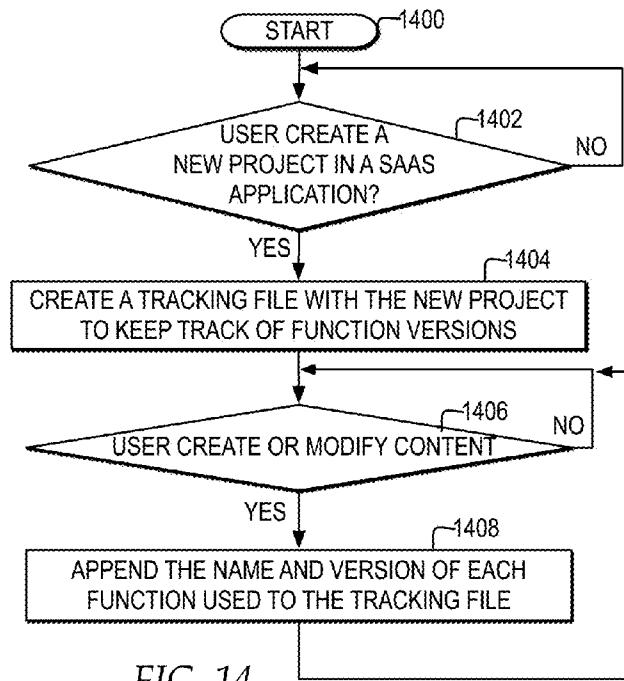 START
1400
1402
USER CREATE A
NEW PROJECT IN A SAAS
APPLICATION?
NO
YES
1404
CREATE A TRACKING FILE WITH THE NEW PROJECT
TO KEEP TRACK OF FUNCTION VERSIONS
1406
NO
USER CREATE OR MODIFY CONTENT
YES
1408
APPEND THE NAME AND VERSION OF EACH
FUNCTION USED TO THE TRACKING FILE
FIG. 14